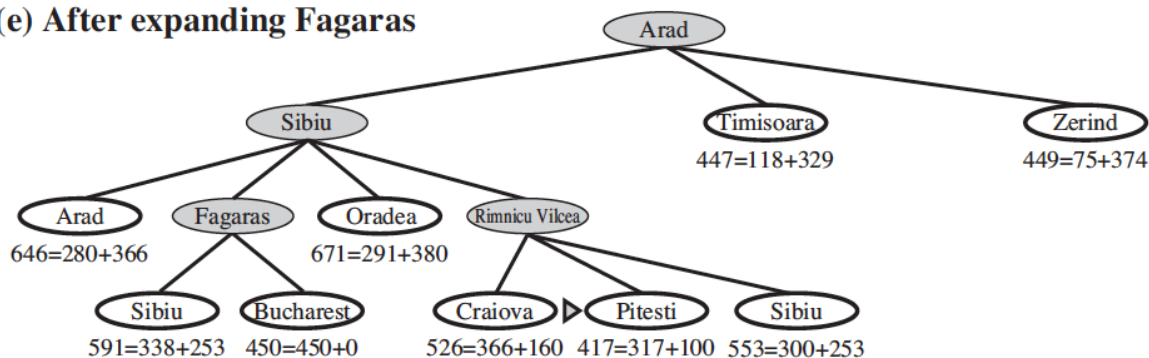 (e) After expanding Fagaras
Arad
Sibiu
Timisoara
Zerind
447=118+329
449=75+374
Arad
Fagaras
Oradea
Rimnicu Vilcea
646=280+366
671=291+380
Sibiu
Bucharest
Craiova
Pitesti
Sibiu
591=338+253
450=450+0
526=366+160
417=317+100
553=300+253